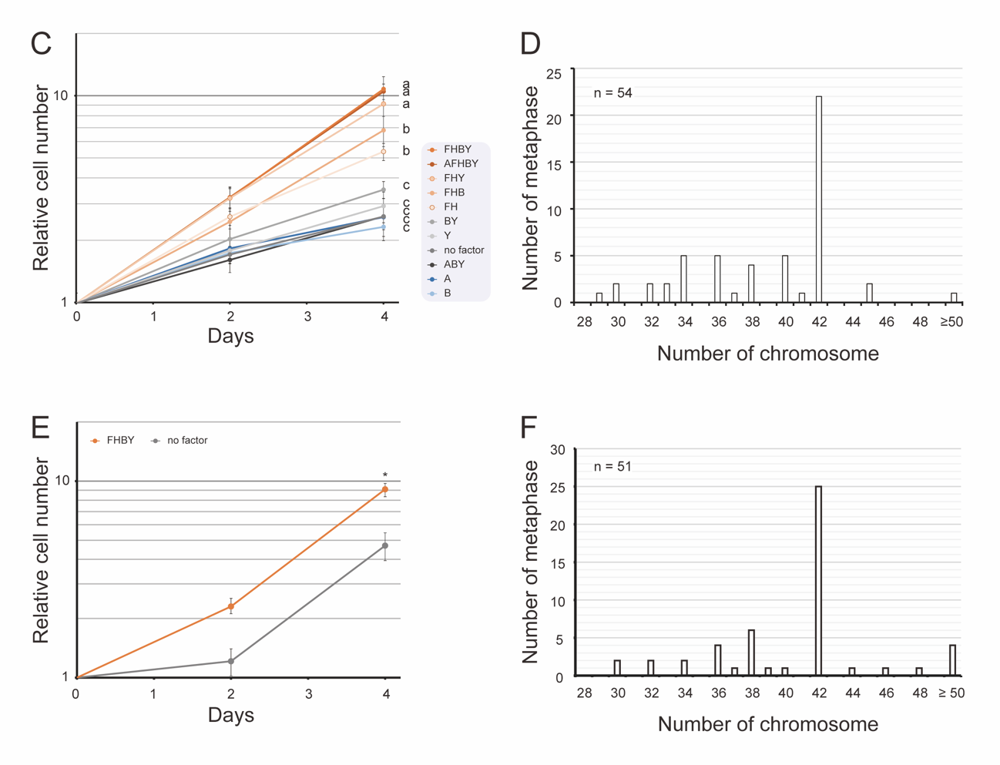 C
Relative cell number
10
1
0 1 2 3 4
Days
a
a
a
b
b
c
c
c
c
c
FHBY
AFHBY
FHY
FHB
FH
BY
Y
no factor
ABY
A
B
D
Number of metaphase
n = 54
25
20
15
10
5
0
28 30 32 34 36 38 40 42 44 46 48 ≥50
Number of chromosome
E
FHBY no factor
Relative cell number
10
1
*
0 1 2 3 4
Days
F
Number of metaphase
n = 51
30
25
20
15
10
5
0
28 30 32 34 36 38 40 42 44 46 48 ≥ 50
Number of chromosome